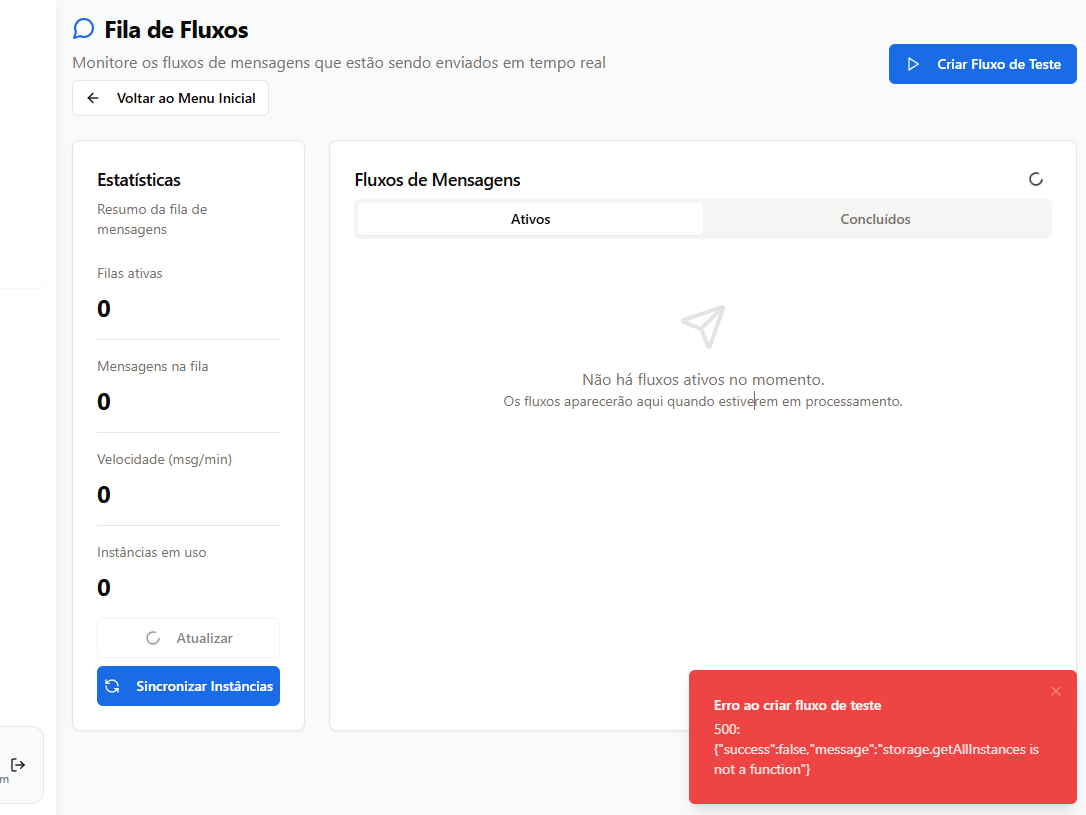 Fila de Fluxos
Monitore os fluxos de mensagens que estão sendo enviados em tempo real
Criar Fluxo de Teste
Voltar ao Menu Inicial
Estatísticas
Resumo da fila de
mensagens
Filas ativas
0
Mensagens na fila
0
Velocidade (msg/min)
0
Instâncias em uso
0
Atualizar
Sincronizar Instâncias
Fluxos de Mensagens
Ativos
Concluídos
Não há fluxos ativos no momento.
Os fluxos aparecerão aqui quando estiverem em processamento.
m
Erro ao criar fluxo de teste
500:
{"success":false,"message":"storage.getAllInstances is
not a function"}